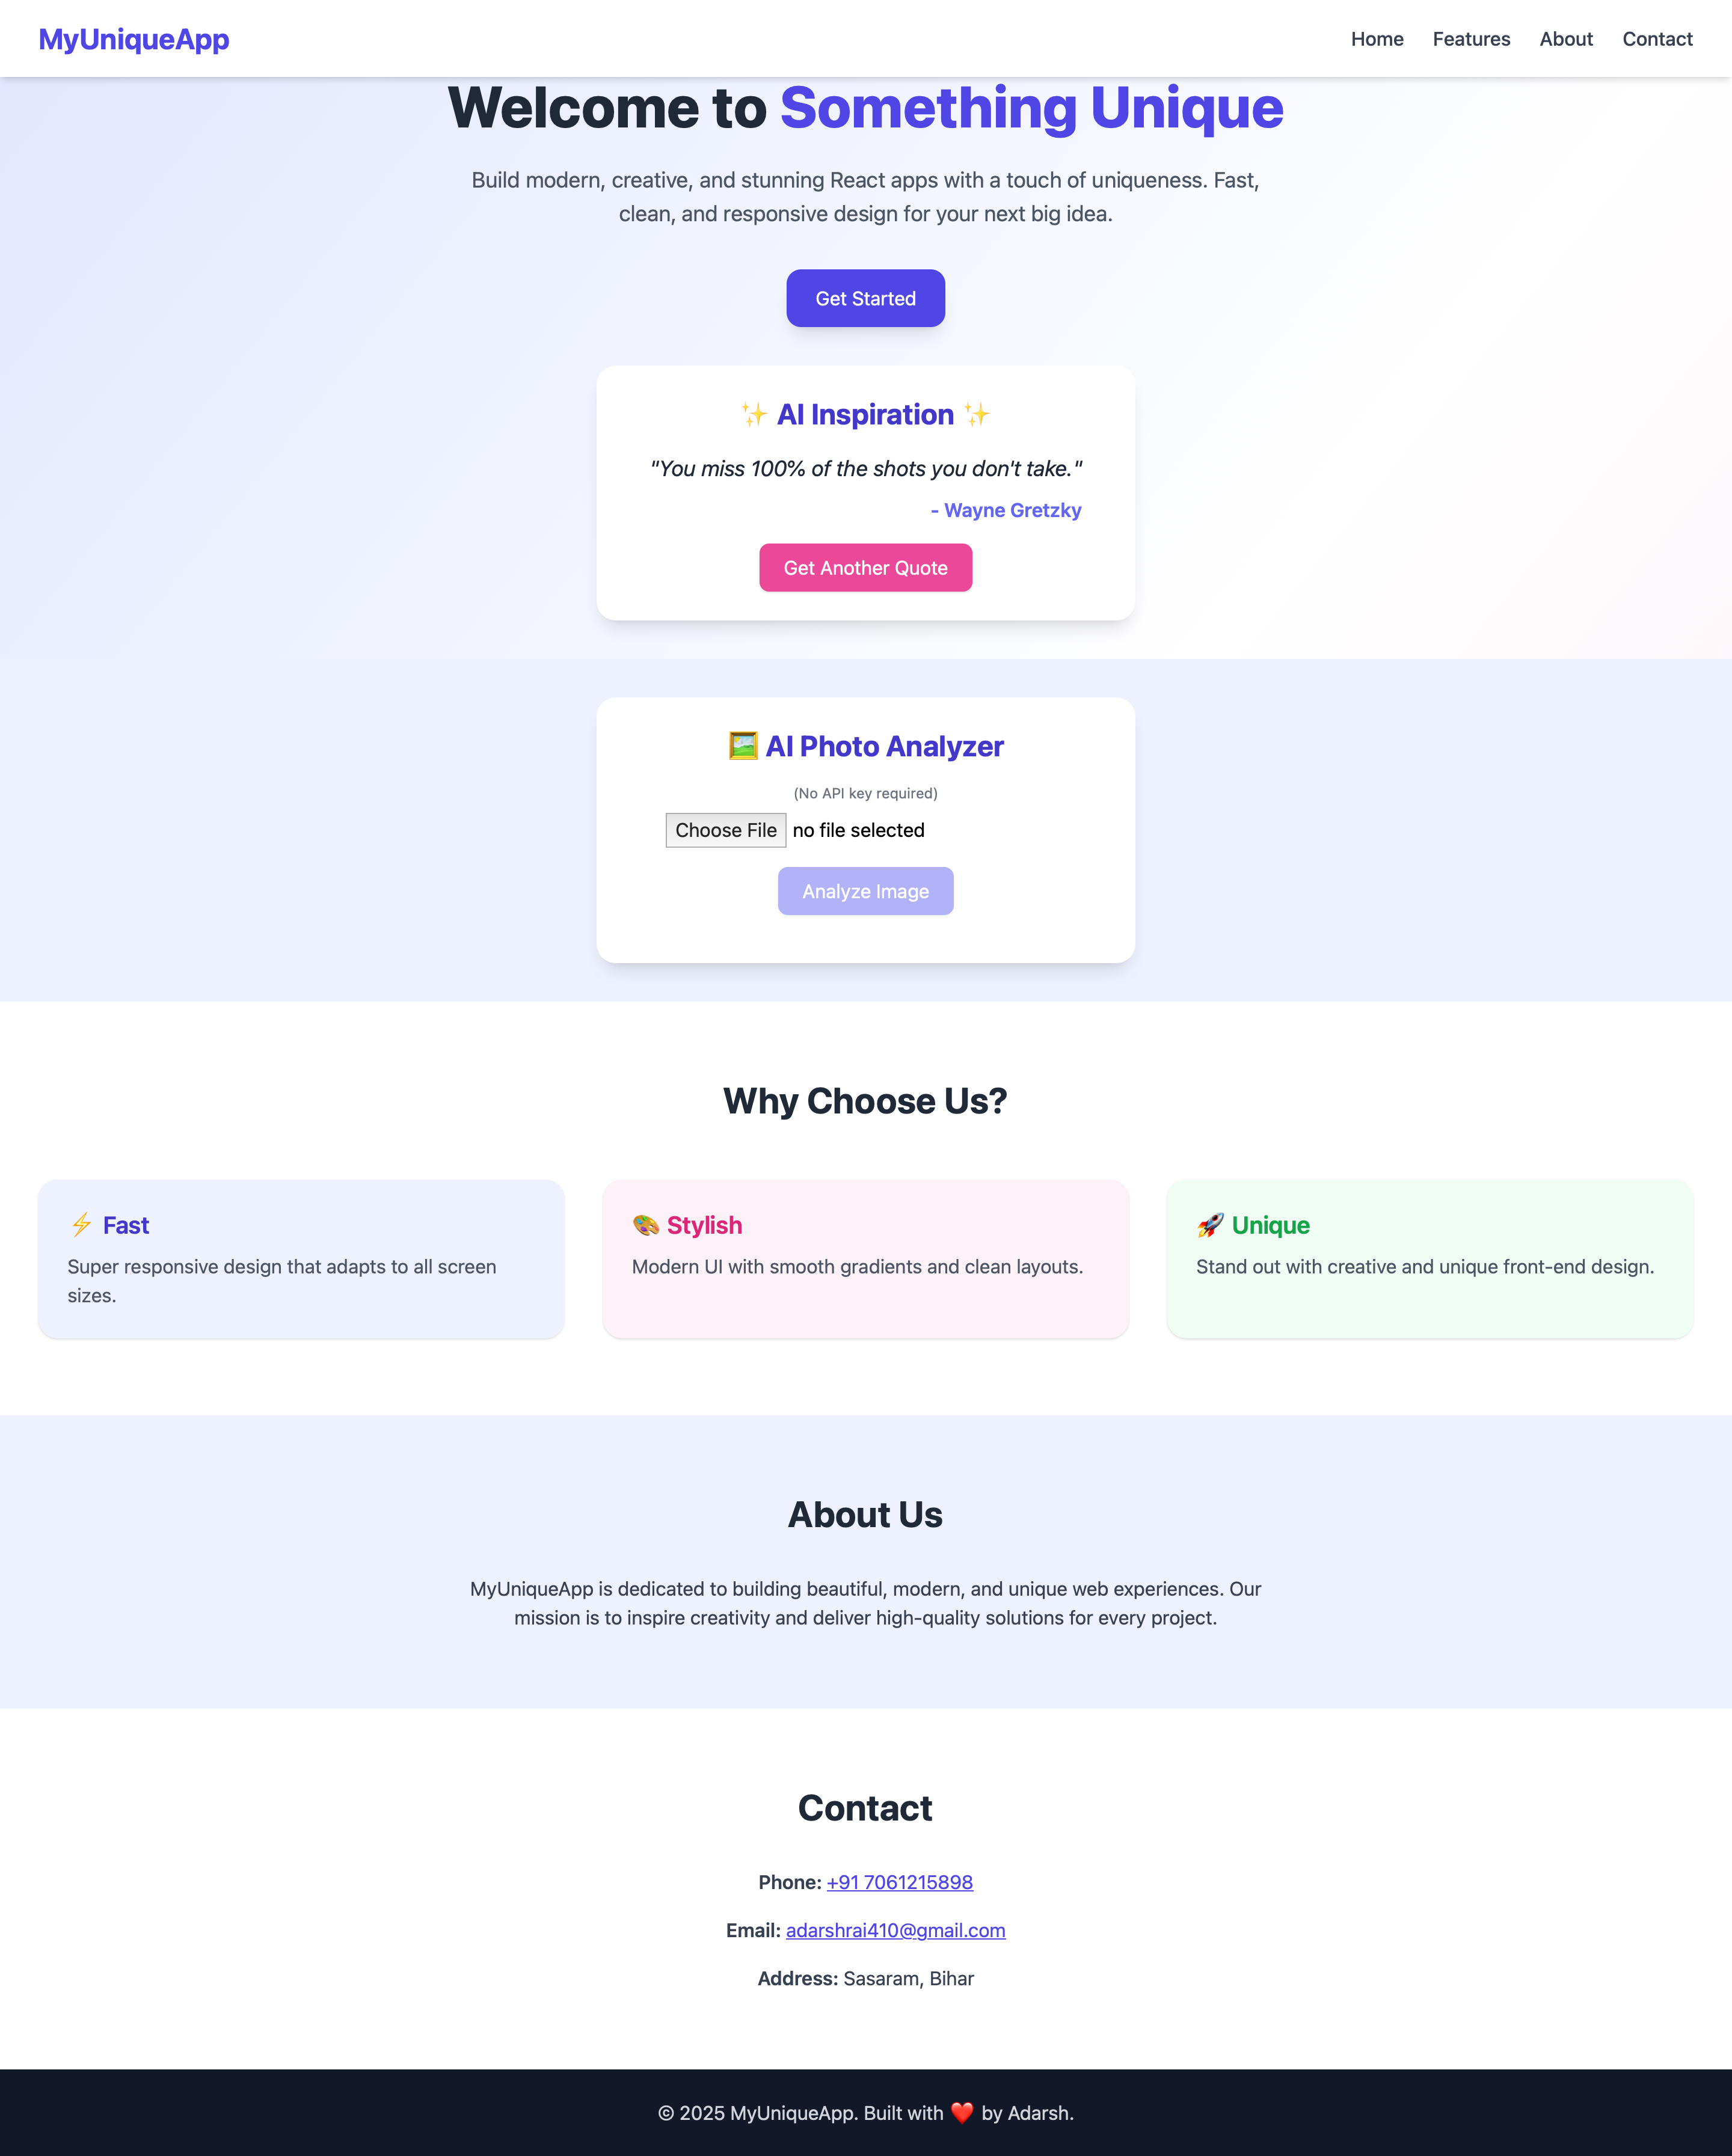 MyUniqueApp
Home Features About Contact
Welcome to Something Unique
Build modern, creative, and stunning React apps with a touch of uniqueness. Fast,
clean, and responsive design for your next big idea.
Get Started
✨ AI Inspiration ✨
"You miss 100% of the shots you don't take."
- Wayne Gretzky
Get Another Quote
🖼️ AI Photo Analyzer
(No API key required)
Choose File no file selected
Analyze Image
Why Choose Us?
⚡ Fast
Super responsive design that adapts to all screen
sizes.
🎨 Stylish
Modern UI with smooth gradients and clean layouts.
🚀 Unique
Stand out with creative and unique front-end design.
About Us
MyUniqueApp is dedicated to building beautiful, modern, and unique web experiences. Our
mission is to inspire creativity and deliver high-quality solutions for every project.
Contact
Phone: +91 7061215898
Email: adarshrai410@gmail.com
Address: Sasaram, Bihar
© 2025 MyUniqueApp. Built with ❤️ by Adarsh.